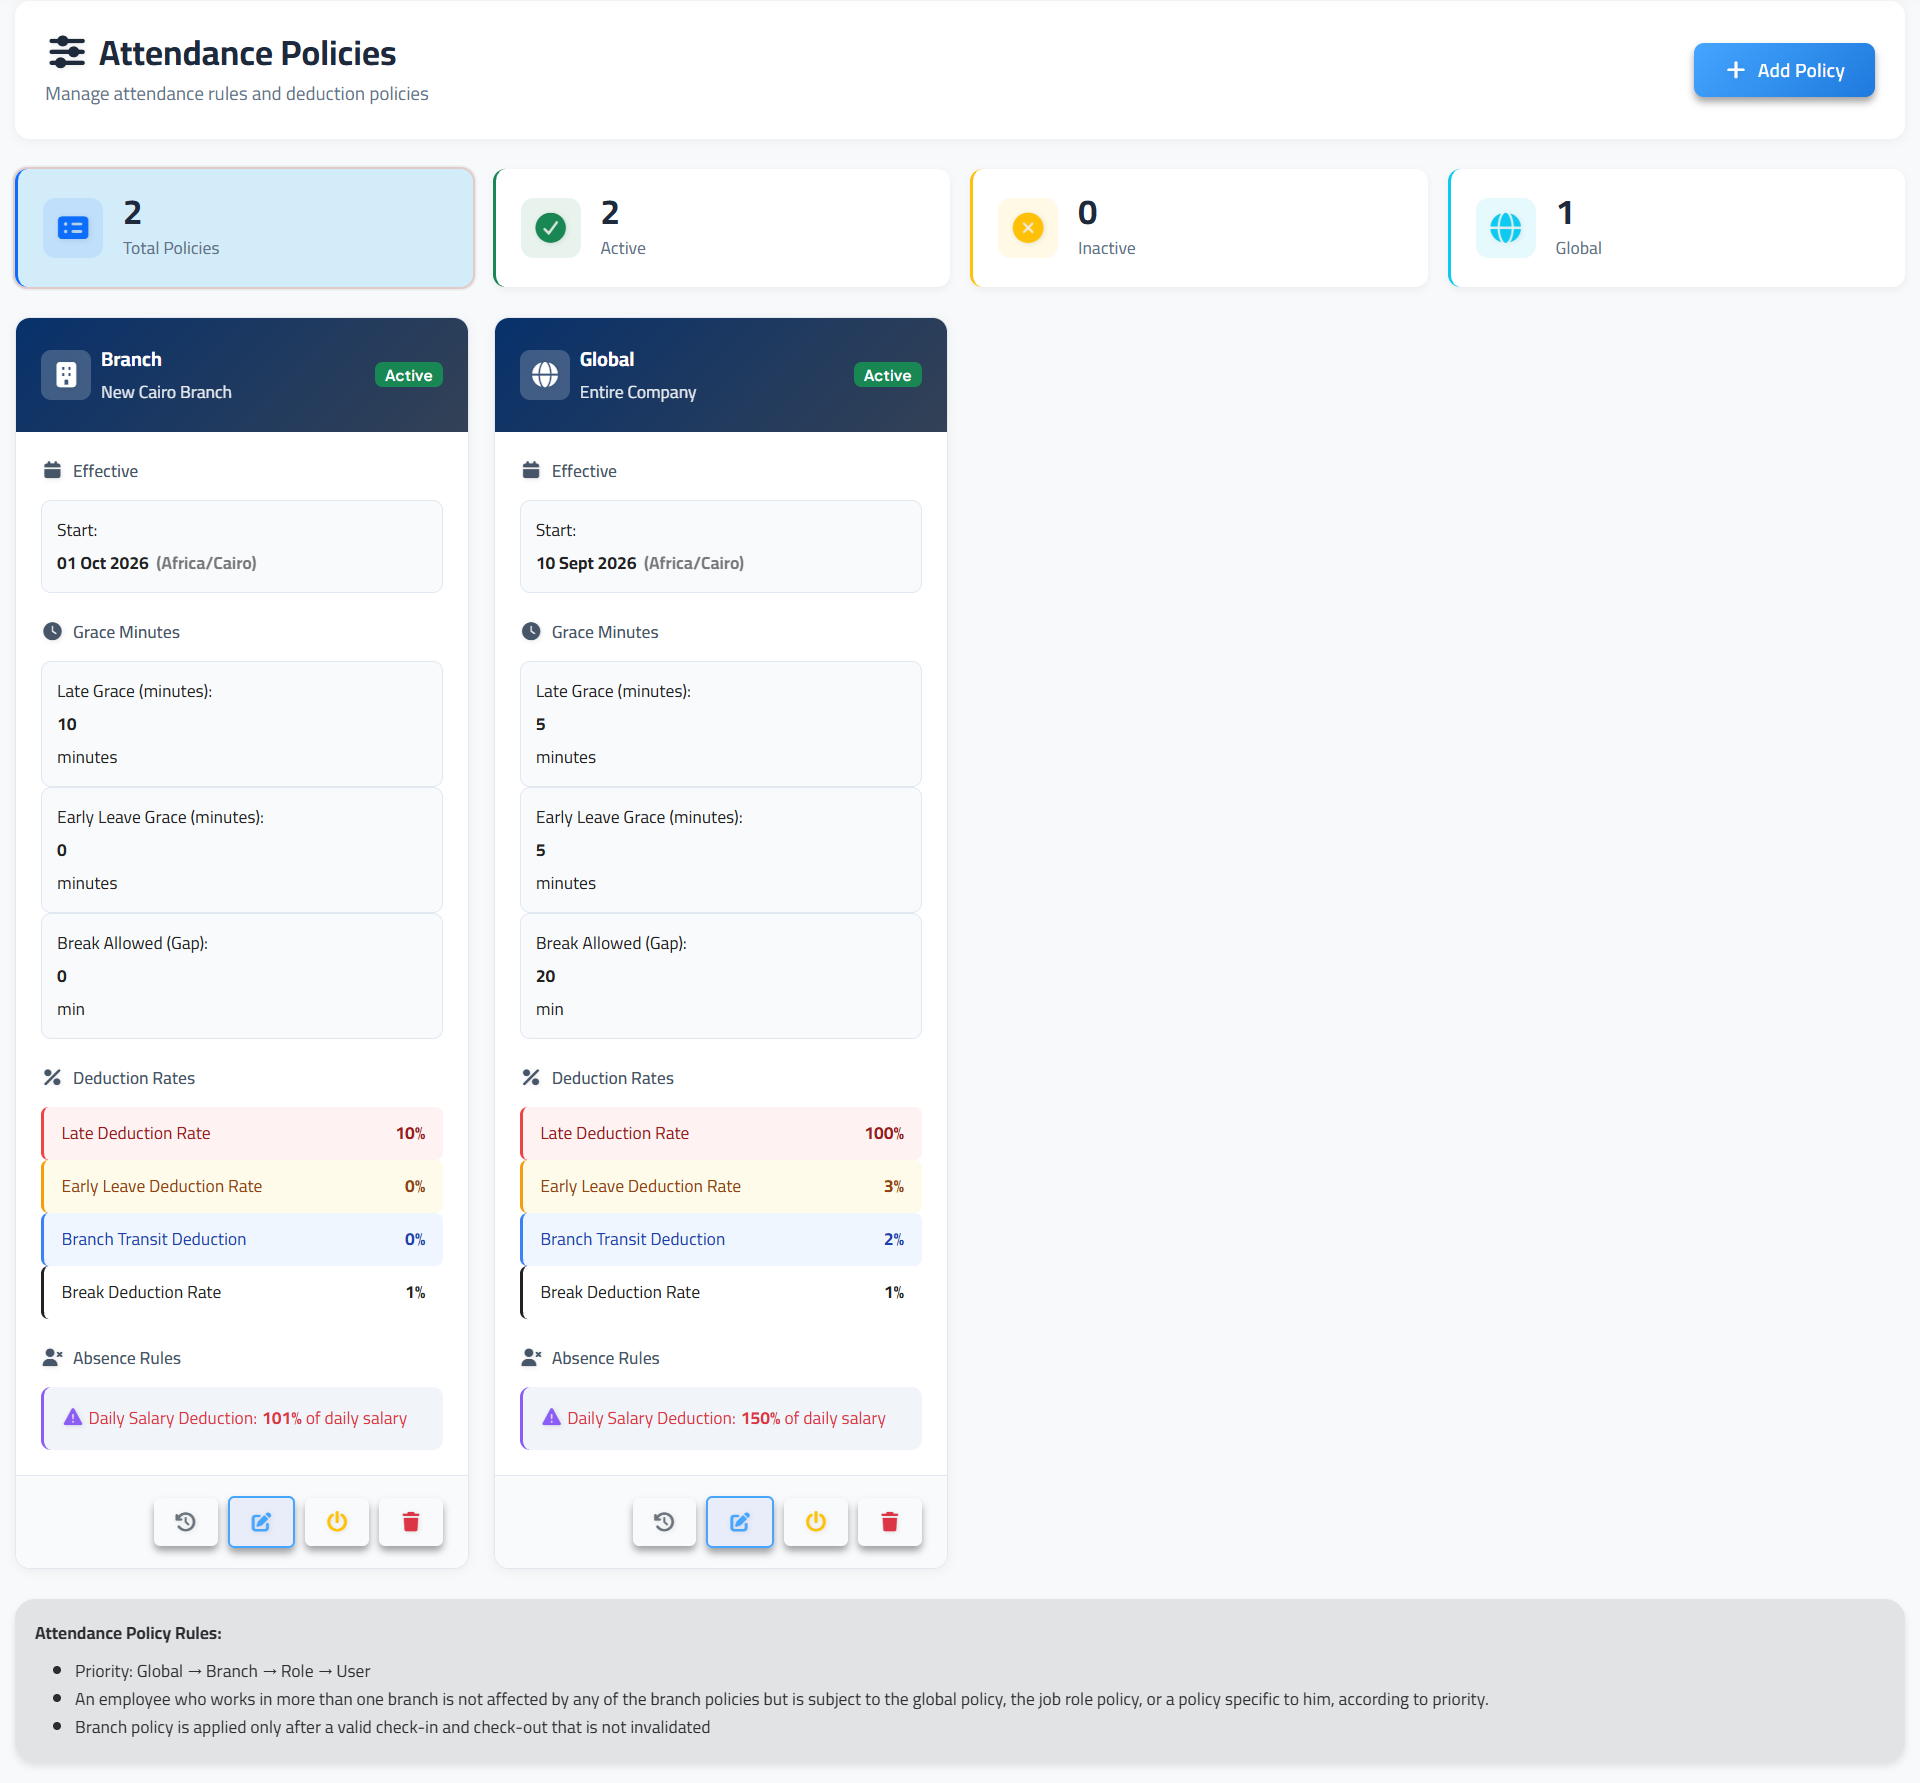 Attendance Policies
Manage attendance rules and deduction policies
Add Policy
2
Total Policies
2
Active
0
Inactive
1
Global
Branch
New Cairo Branch
Active
Effective
Start:
01 Oct 2026 (Africa/Cairo)
Grace Minutes
Late Grace (minutes):
10
minutes
Early Leave Grace (minutes):
0
minutes
Break Allowed (Gap):
0
min
Deduction Rates
Late Deduction Rate 10%
Early Leave Deduction Rate 0%
Branch Transit Deduction 0%
Break Deduction Rate 1%
Absence Rules
Daily Salary Deduction: 101% of daily salary
Global
Entire Company
Active
Effective
Start:
10 Sept 2026 (Africa/Cairo)
Grace Minutes
Late Grace (minutes):
5
minutes
Early Leave Grace (minutes):
5
minutes
Break Allowed (Gap):
20
min
Deduction Rates
Late Deduction Rate 100%
Early Leave Deduction Rate 3%
Branch Transit Deduction 2%
Break Deduction Rate 1%
Absence Rules
Daily Salary Deduction: 150% of daily salary
Attendance Policy Rules:
Priority: Global → Branch → Role → User
An employee who works in more than one branch is not affected by any of the branch policies but is subject to the global policy, the job role policy, or a policy specific to him, according to priority.
Branch policy is applied only after a valid check-in and check-out that is not invalidated